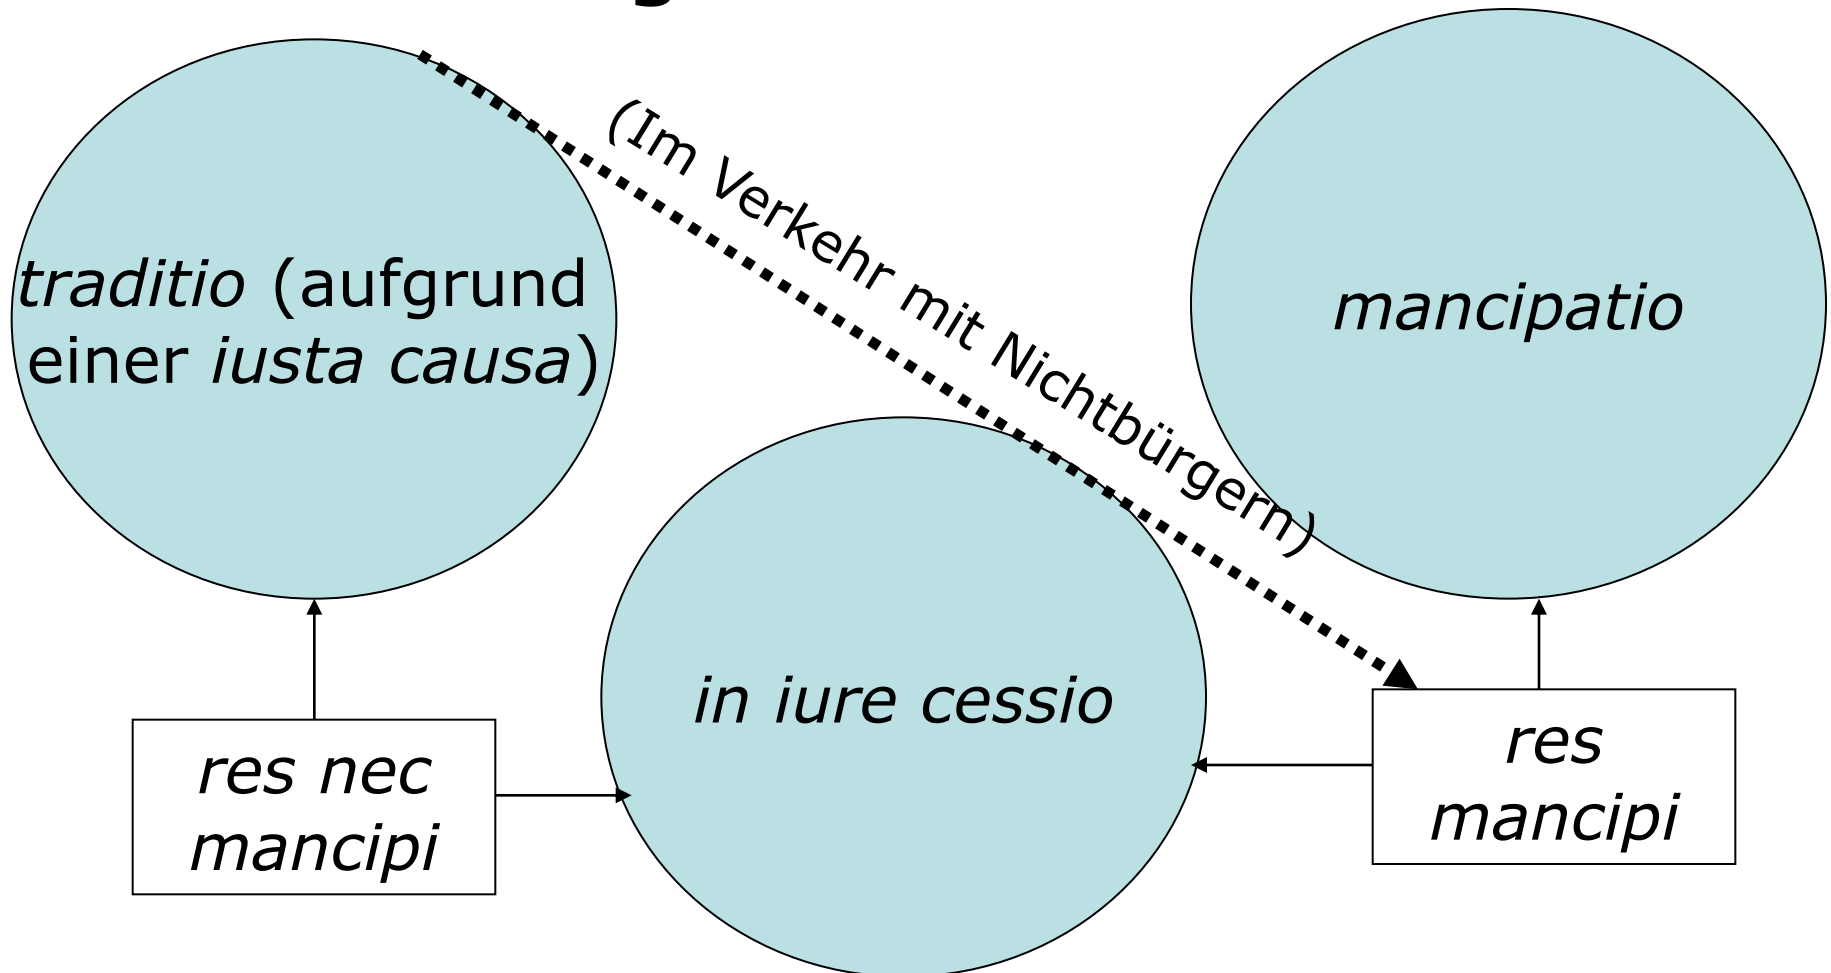 (Im Verkehr mit Nichtbürgern)
traditio (aufgrund
einer iusta causa)
mancipatio
in iure cessio
res nec
mancipi
res
mancipi